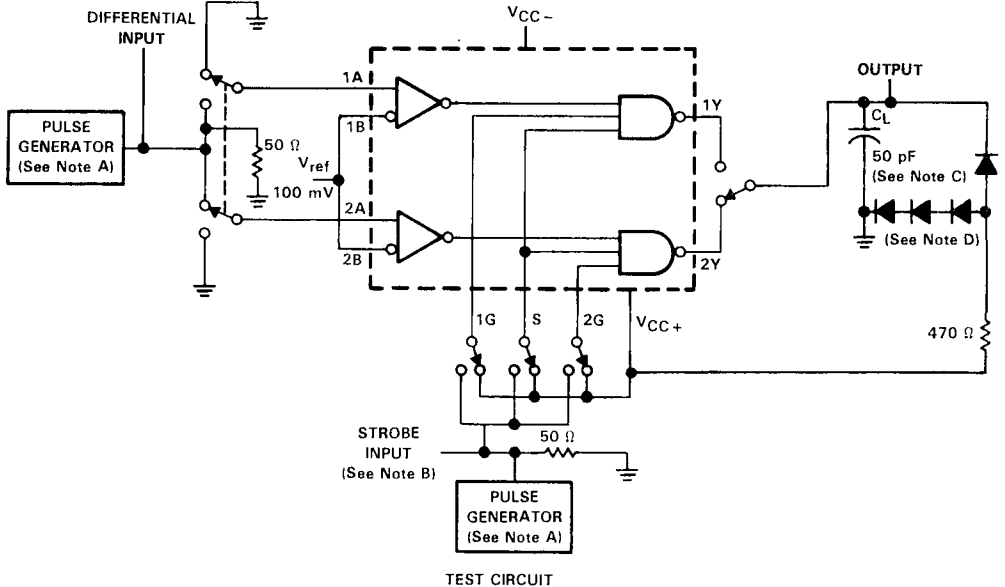 DIFFERENTIAL
INPUT
VCC−
OUTPUT
PULSE
GENERATOR
(See Note A)
50 Ω
Vref
100 mV
1A
1B
2A
2B
1Y
2Y
CL
50 pF
(See Note C)
(See Note D)
1G
S
2G
VCC+
470 Ω
STROBE
INPUT
(See Note B)
50 Ω
PULSE
GENERATOR
(See Note A)
TEST CIRCUIT